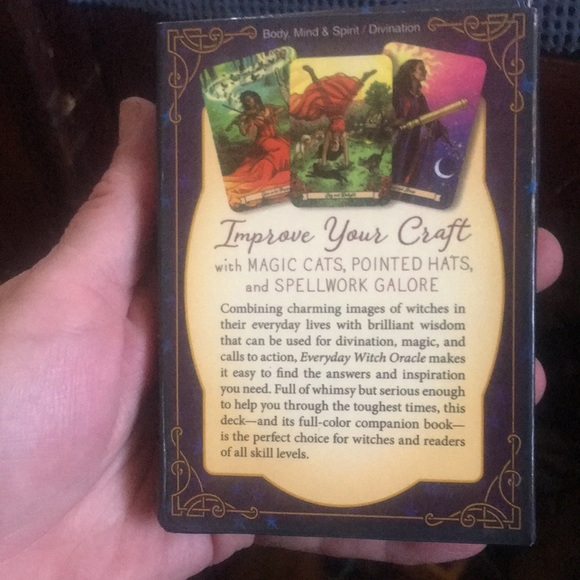 Body, Mind & Spirit / Divination
Improve Your Craft
with MAGIC CATS, POINTED HATS,
and SPELLWORK GALORE
Combining charming images of witches in
their everyday lives with brilliant wisdom
that can be used for divination, magic, and
calls to action, Everyday Witch Oracle makes
it easy to find the answers and inspiration
you need. Full of whimsy but serious enough
to help you through the toughest times, this
deck—and its full-color companion book—
is the perfect choice for witches and readers
of all skill levels.